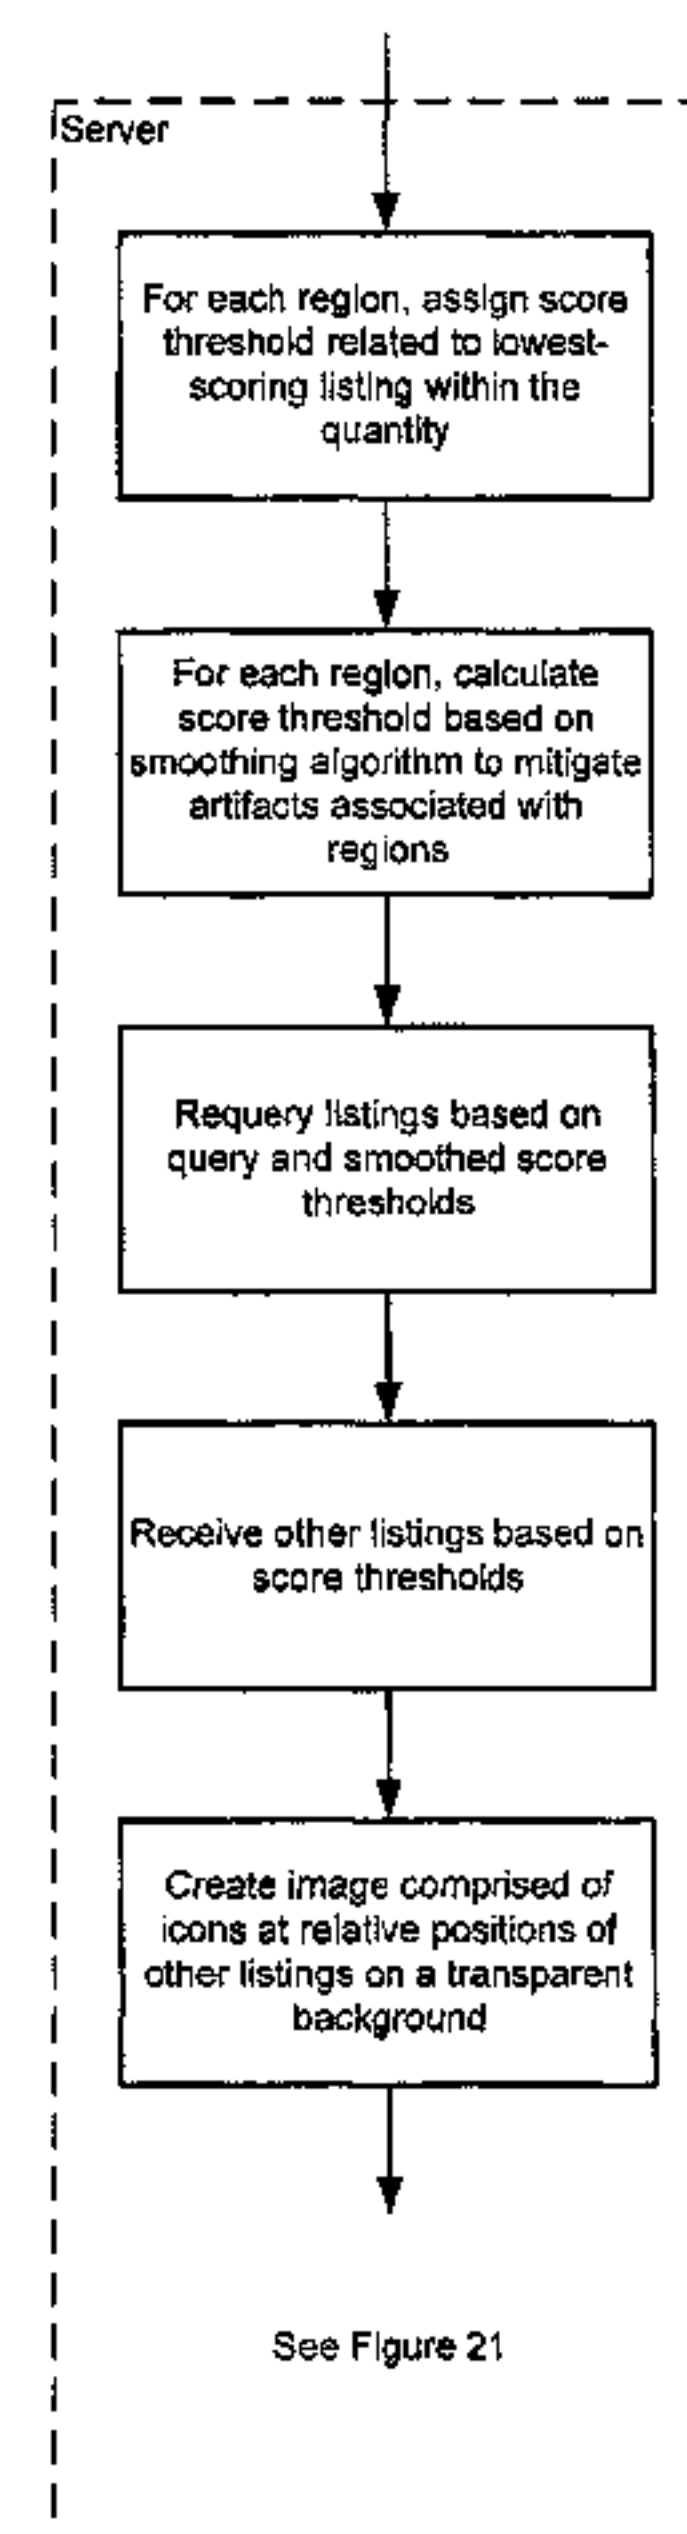 Server
For each region, assign score
threshold related to lowest-
scoring listing within the
quantity
For each region, calculate
score threshold based on
smoothing algorithm to mitigate
artifacts associated with
regions
Requery listings based on
query and smoothed score
thresholds
Receive other listings based on
score thresholds
Create image comprised of
icons at relative positions of
other listings on a transparent
background
See Figure 21